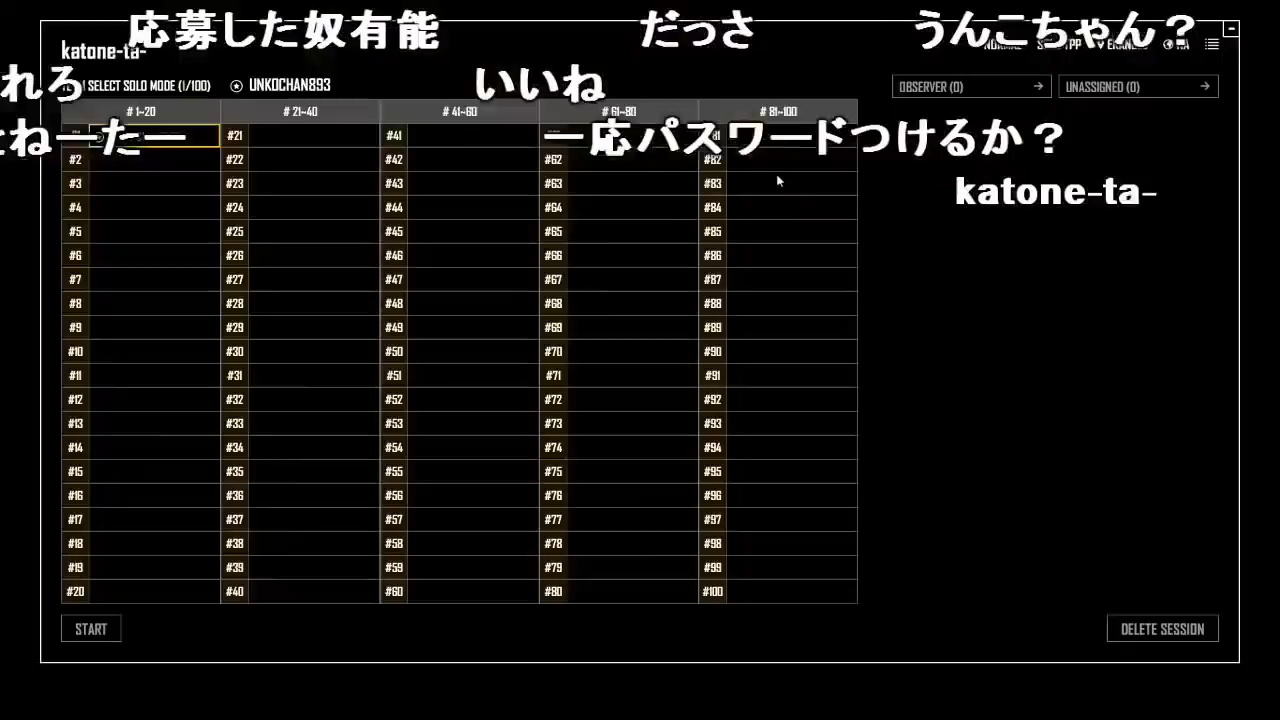 応募した奴有能
だっさ
うんこちゃん？
katone-ta-
れろ
いいね
SELECT SOLO MODE (1/100)
UNKOCHAN893
OBSERVER (0)
UNASSIGNED (0)
# 1~20 # 21~40 # 41~60 # 61~80 # 81~100
ねーたー
一応パスワードつけるか？
katone-ta-
#21 #41
#2 #22 #42 #62 #82
#3 #23 #43 #63 #83
#4 #24 #44 #64 #84
#5 #25 #45 #65 #85
#6 #26 #46 #66 #86
#7 #27 #47 #67 #87
#8 #28 #48 #68 #88
#9 #29 #49 #69 #89
#10 #30 #50 #70 #90
#11 #31 #51 #71 #91
#12 #32 #52 #72 #92
#13 #33 #53 #73 #93
#14 #34 #54 #74 #94
#15 #35 #55 #75 #95
#16 #36 #56 #76 #96
#17 #37 #57 #77 #97
#18 #38 #58 #78 #98
#19 #39 #59 #79 #99
#20 #40 #60 #80 #100
START
DELETE SESSION